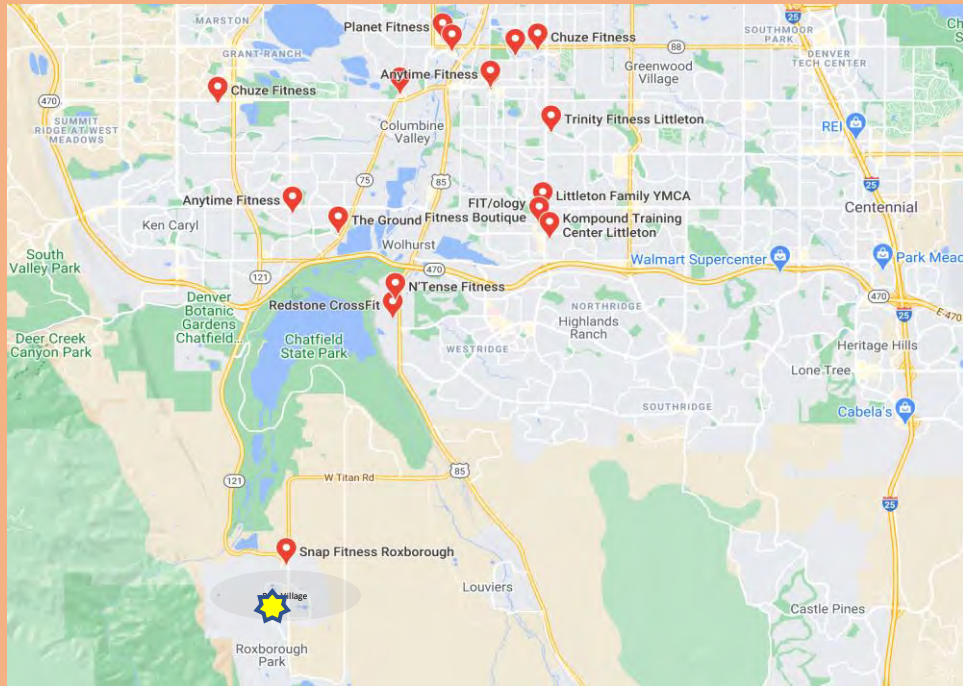 MARSTON
Planet Fitness
Chuze Fitness
SOUTHMOOR
PARK
25
GRANT-RANCH
88
Greenwood
Village
DENVER
TECH CENTER
Chuze Fitness
Anytime Fitness
470
SUMMIT
RIDGE AT WEST
MEADOWS
Columbine
Valley
Trinity Fitness Littleton
REI
75
85
Anytime Fitness
Littleton Family YMCA
25
FIT/ology
Fitness Boutique
Centennial
Ken Caryl
The Ground
Kompound Training
Center Littleton
Wolhurst
South
Valley Park
121
470
Walmart Supercenter
Park Mead
N'Tense Fitness
470
E-470
Denver
Botanic
Gardens
Chatfield...
Redstone CrossFit
NORTHRIDGE
25
Highlands
Ranch
Deer Creek
Canyon Park
Chatfield
State Park
WESTRIDGE
Heritage Hills
Lone Tree
SOUTHRIDGE
Cabela's
121
W Titan Rd
85
25
Snap Fitness Roxborough
Village
Louviers
Castle Pines
Roxborough
Park